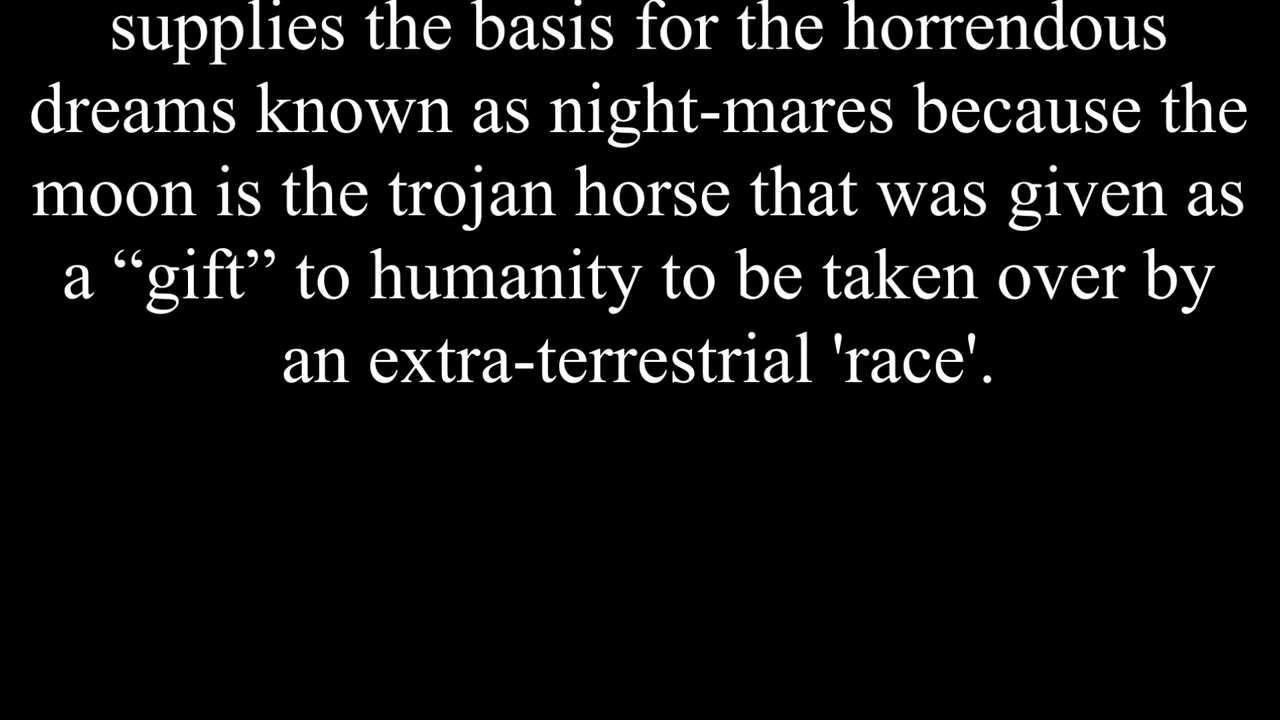 supplies the basis for the horrendous
dreams known as night-mares because the
moon is the trojan horse that was given as
a “gift” to humanity to be taken over by
an extra-terrestrial 'race'.